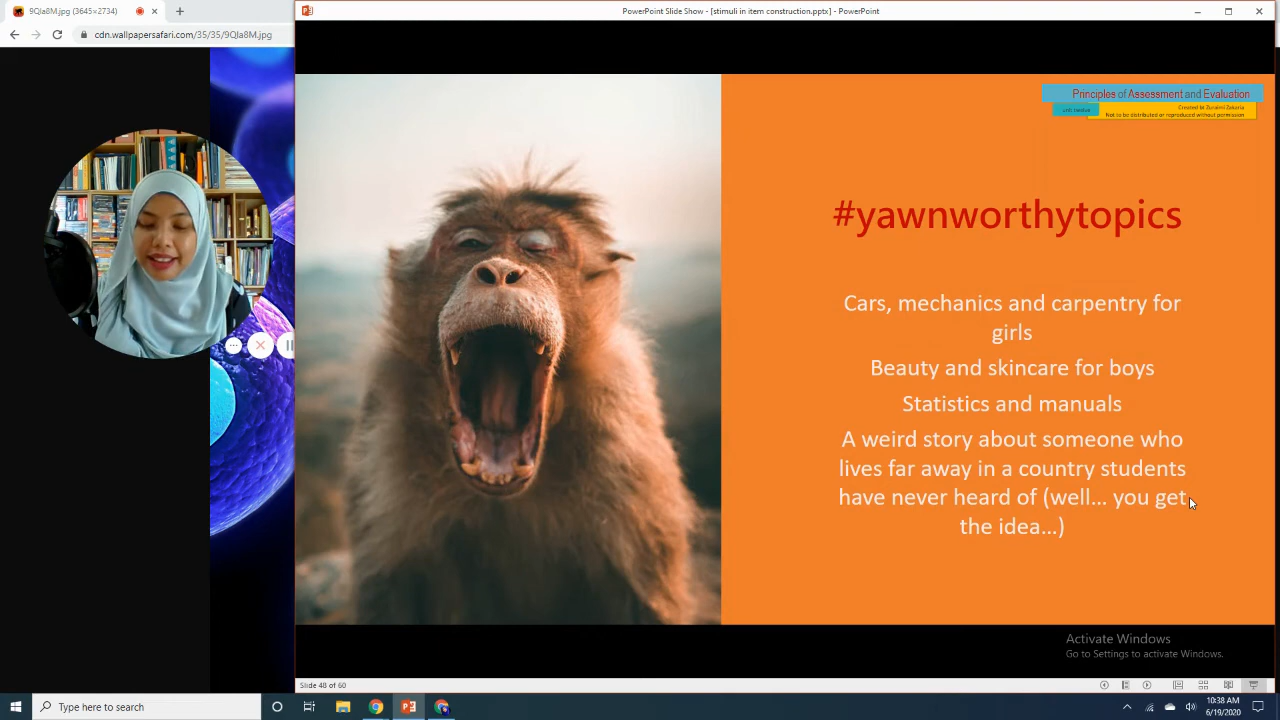 9QIa8M.jpg (3645×2734)
PowerPoint Slide Show - [stimuli in item construction.pptx] - PowerPoint
cdn.wallpapersafari.com/35/35/9QIa8M.jpg
Principles of Assessment and Evaluation
Created by Zuraimi Zakaria
Not to be distributed or reproduced without permission
#yawnworthytopics
Cars, mechanics and carpentry for
girls
Beauty and skincare for boys
Statistics and manuals
A weird story about someone who
lives far away in a country students
have never heard of (well... you get
the idea...)
Activate Windows
Go to Settings to activate Windows.
Slide 48 of 60
Type here to search
10:38 AM
6/19/2020